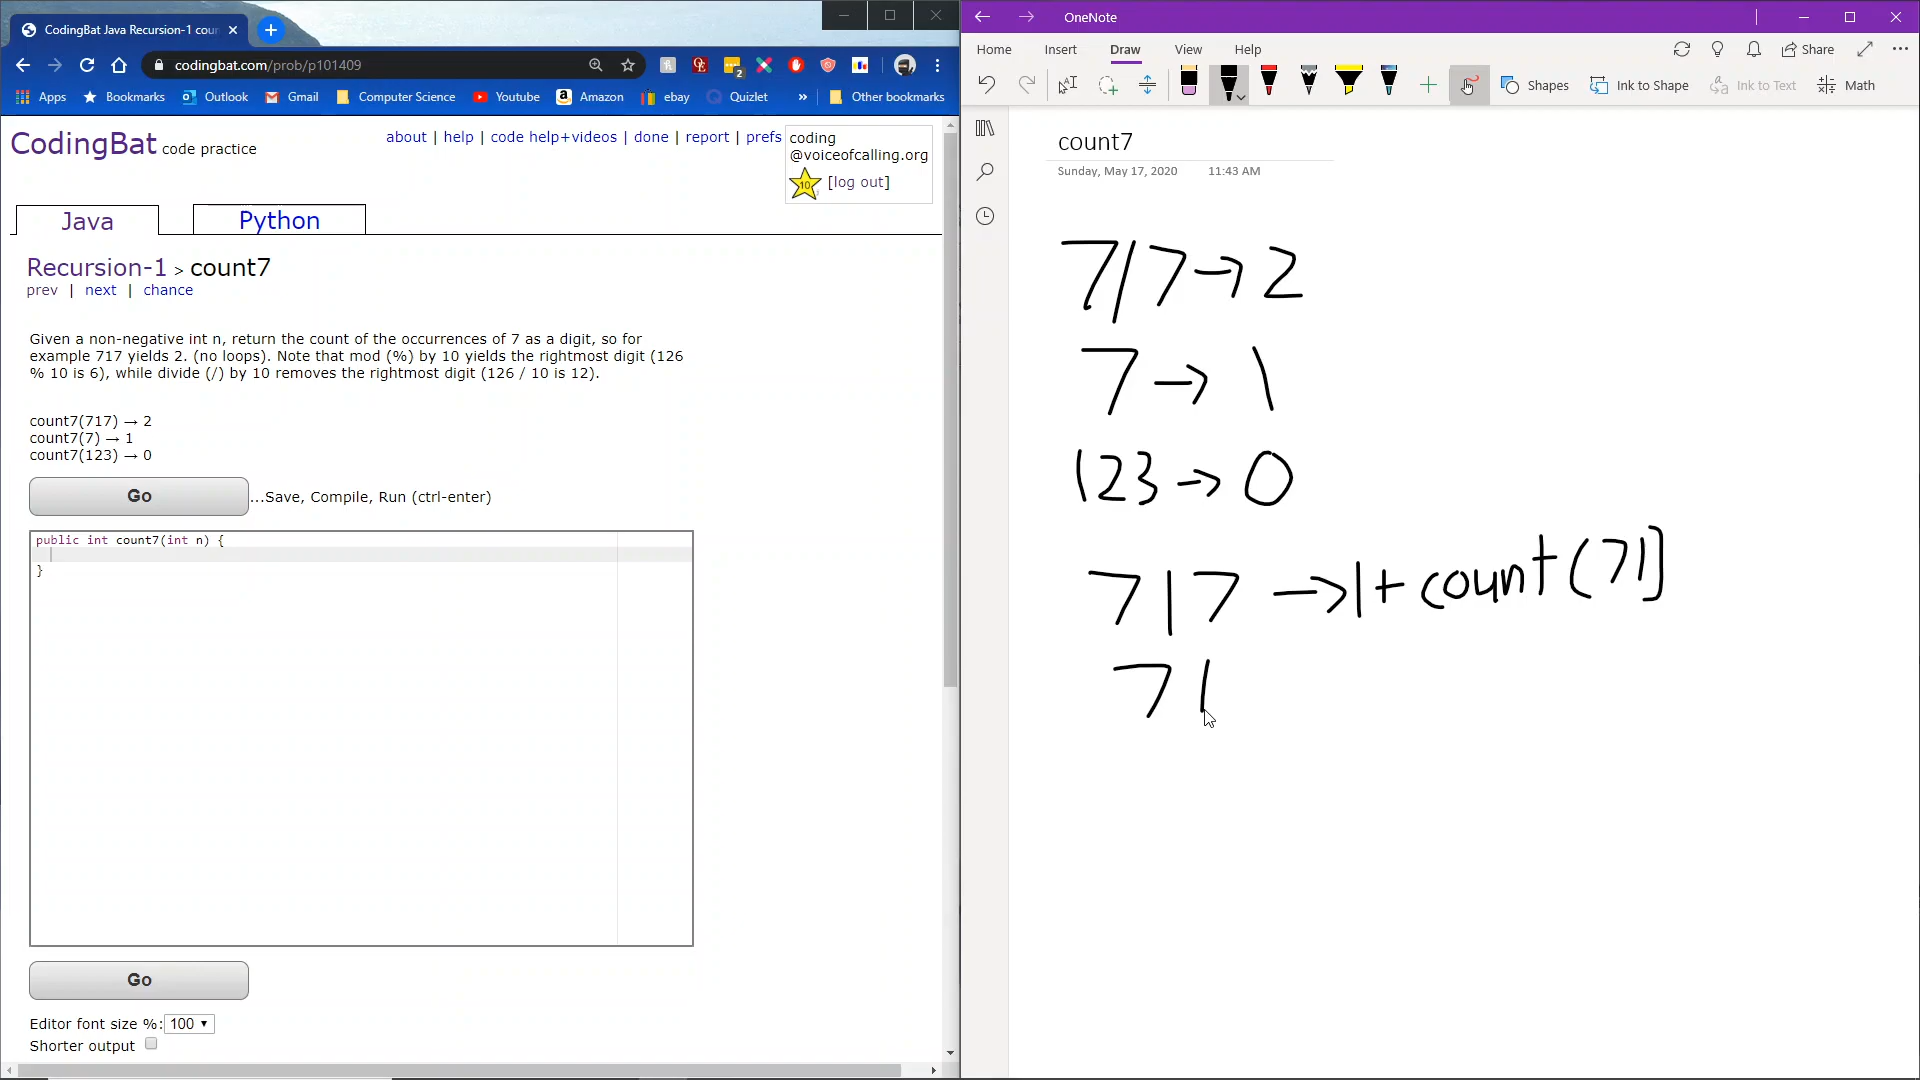 CodingBat Java Recursion-1 cou
codingbat.com/prob/p101409
Apps Bookmarks Outlook Gmail Computer Science Youtube Amazon ebay Quizlet » Other bookmarks
CodingBat code practice
about | help | code help+videos | done | report | prefs
coding
@voiceofcalling.org
10
[log out]
Java
Python
Recursion-1 > count7
prev | next | chance
Given a non-negative int n, return the count of the occurrences of 7 as a digit, so for
example 717 yields 2. (no loops). Note that mod (%) by 10 yields the rightmost digit (126
% 10 is 6), while divide (/) by 10 removes the rightmost digit (126 / 10 is 12).
count7(717) → 2
count7(7) → 1
count7(123) → 0
Go
...Save, Compile, Run (ctrl-enter)
public int count7(int n) {
}
Go
Editor font size %: 100
Shorter output
OneNote
Home Insert Draw View Help
Share
Shapes Ink to Shape Ink to Text Math
count7
Sunday, May 17, 2020 11:43 AM
717 → 2
7 → 1
123 → 0
717 → 1 + count(71)
71